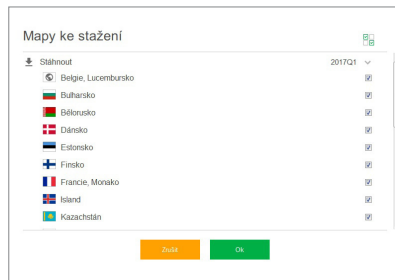 Mapy ke stažení
Stáhnout 2017Q1
Belgie, Lucembursko
Bulharsko
Bělorusko
Dánsko
Estonsko
Finsko
Francie, Monako
Island
Kazachstán
Zrušit Ok